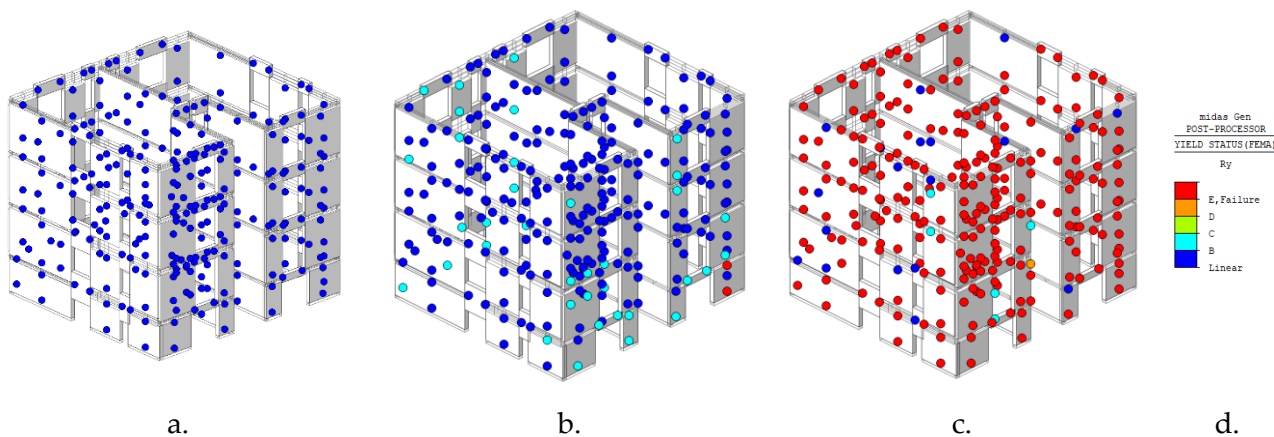 midas Gen
POST-PROCESSOR
YIELD STATUS(FEMA)
Ry
E,Failure
D
C
B
Linear
a.
b.
c.
d.